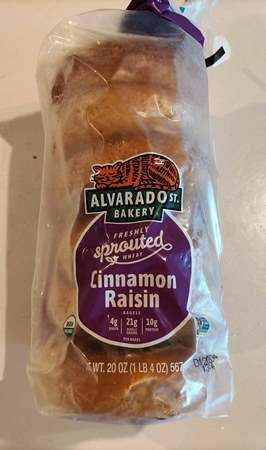 ALVARADO ST.
BAKERY
FRESHLY
sprouted
WHEAT
Cinnamon
Raisin
BAGELS
4g 21g 10g
PER BAGEL
WT. 20 OZ (1 LB 4 OZ) 567